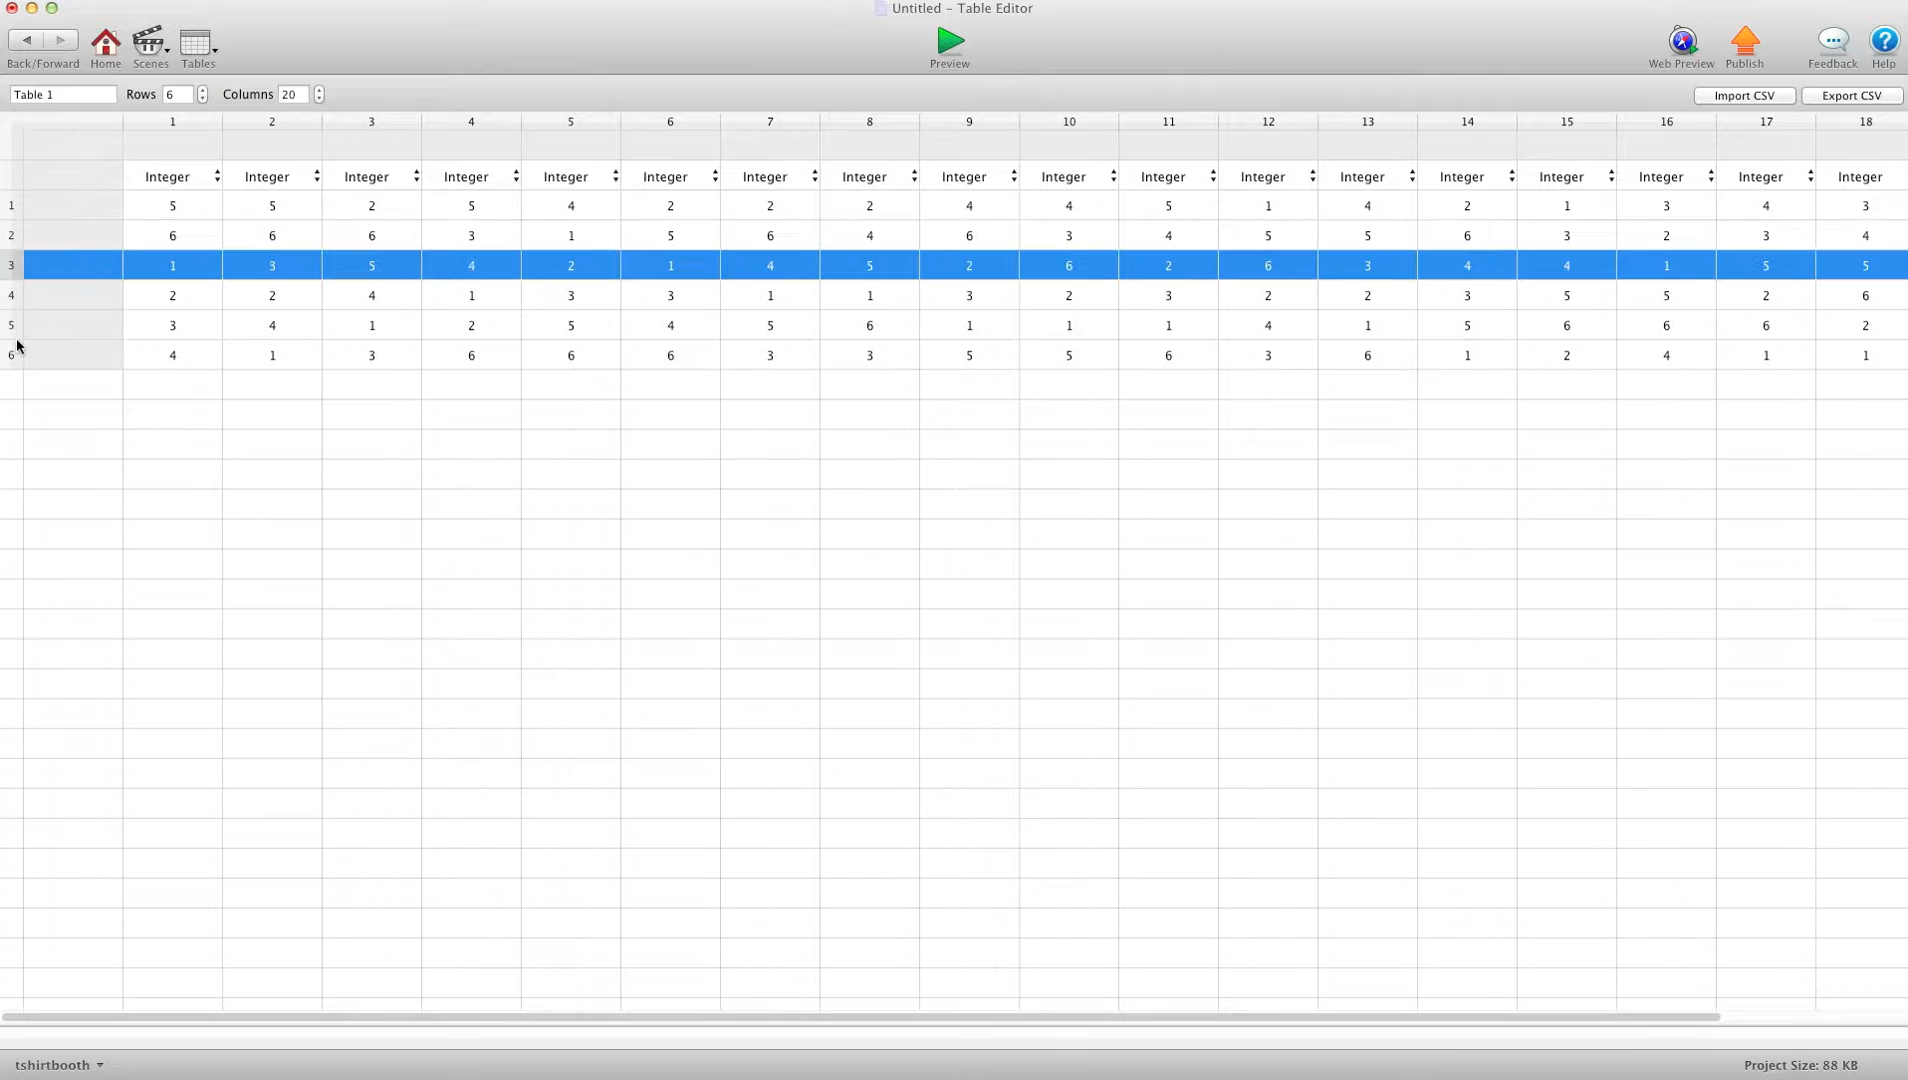 Untitled – Table Editor
Back/Forward Home Scenes Tables Preview Web Preview Publish Feedback Help
Table 1 Rows 6 Columns 20 Import CSV Export CSV
1 2 3 4 5 6 7 8 9 10 11 12 13 14 15 16 17 18
Integer Integer Integer Integer Integer Integer Integer Integer Integer Integer Integer Integer Integer Integer Integer Integer Integer Integer
1 5 5 2 5 4 2 2 2 4 4 5 1 4 2 1 3 4 3
2 6 6 6 3 1 5 6 4 6 3 4 5 5 6 3 2 3 4
3 1 3 5 4 2 1 4 5 2 6 2 6 3 4 4 1 5 5
4 2 2 4 1 3 3 1 1 3 2 3 2 2 3 5 5 2 6
5 3 4 1 2 5 4 5 6 1 1 1 4 1 5 6 6 6 2
6 4 1 3 6 6 6 3 3 5 5 6 3 6 1 2 4 1 1
tshirtbooth Project Size: 88 KB